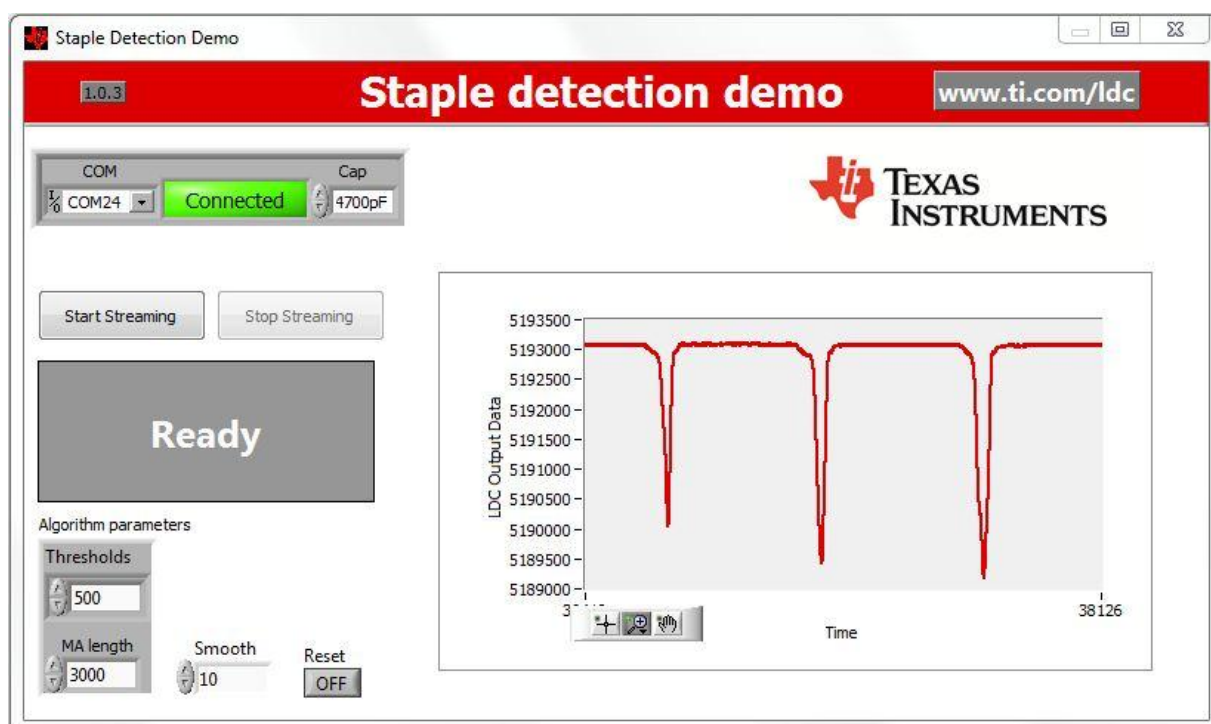 Staple Detection Demo
1.0.3
Staple detection demo
www.ti.com/ldc
COM
Cap
I/O
COM24
Connected
4700pF
TEXAS
INSTRUMENTS
Start Streaming
Stop Streaming
5193500
5193000
5192500
5192000
5191500
5191000
5190500
5190000
5189500
5189000
LDC Output Data
38126
Time
Ready
Algorithm parameters
Thresholds
500
MA length
3000
Smooth
10
Reset
OFF